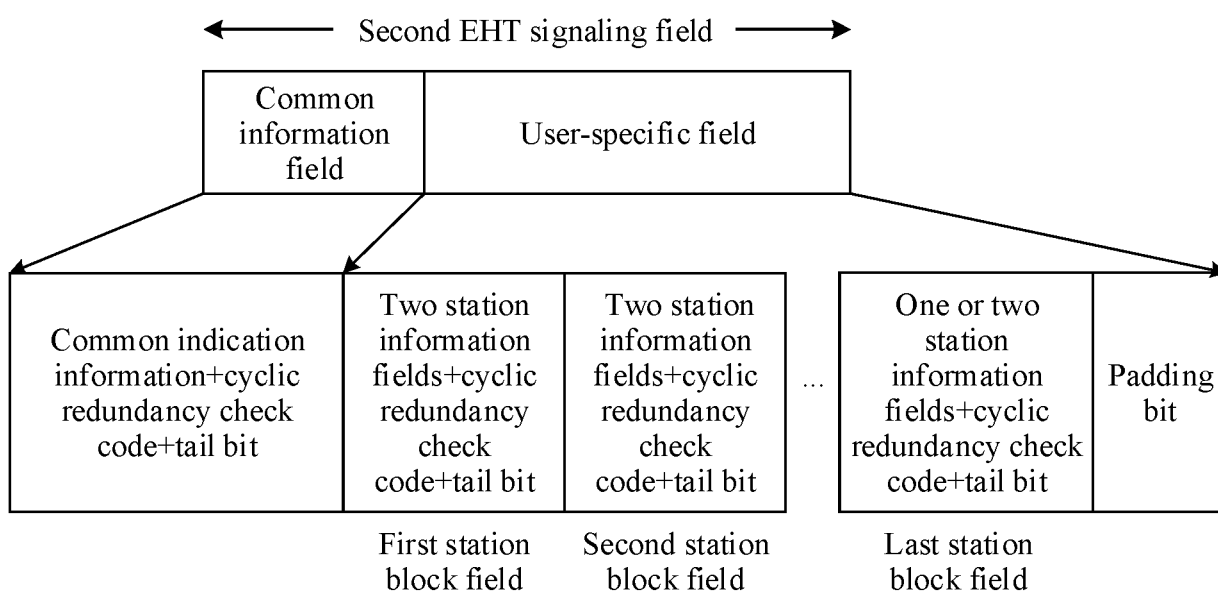 Second EHT signaling field
Common
information
field
User-specific field
Common indication
information+cyclic
redundancy check
code+tail bit
Two station
information
fields+cyclic
redundancy
check
code+tail bit
Two station
information
fields+cyclic
redundancy
check
code+tail bit
...
One or two
station
information
fields+cyclic
redundancy check
code+tail bit
Padding
bit
First station
block field
Second station
block field
Last station
block field